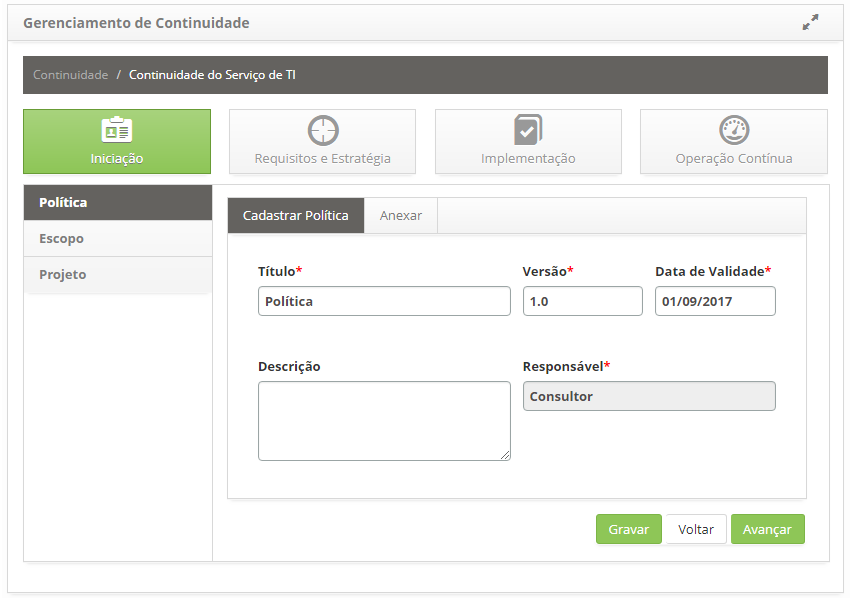 Gerenciamento de Continuidade
Continuidade / Continuidade do Serviço de TI
Iniciação
Requisitos e Estratégia
Implementação
Operação Contínua
Política
Escopo
Projeto
Cadastrar Política
Anexar
Título* Versão* Data de Validade*
Política 1.0 01/09/2017
Descrição Responsável*
Consultor
Gravar Voltar Avançar